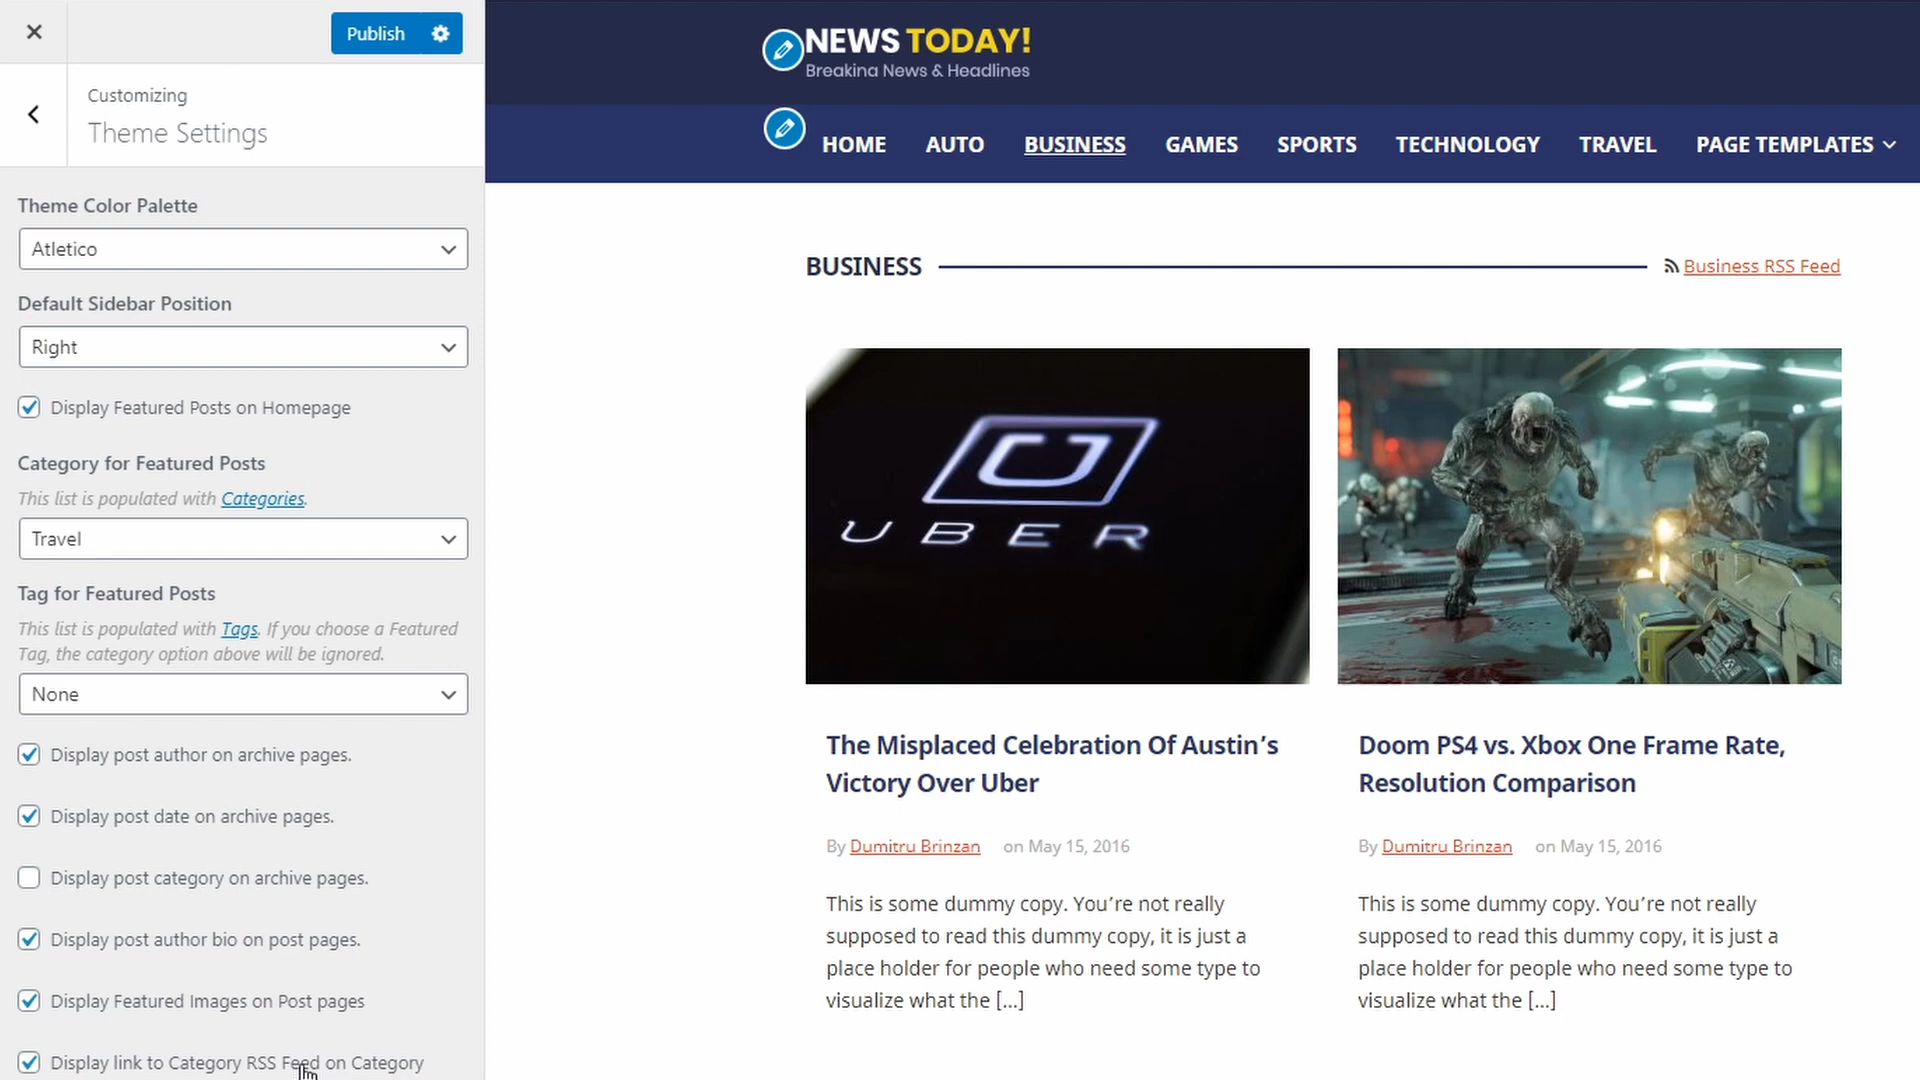 Publish
Customizing
Theme Settings
Theme Color Palette
Atletico
Default Sidebar Position
Right
Display Featured Posts on Homepage
Category for Featured Posts
This list is populated with Categories.
Travel
Tag for Featured Posts
This list is populated with Tags. If you choose a Featured
Tag, the category option above will be ignored.
None
Display post author on archive pages.
Display post date on archive pages.
Display post category on archive pages.
Display post author bio on post pages.
Display Featured Images on Post pages
Display link to Category RSS Feed on Category
NEWS TODAY!
Breaking News & Headlines
HOME AUTO BUSINESS GAMES SPORTS TECHNOLOGY TRAVEL PAGE TEMPLATES
BUSINESS
Business RSS Feed
UBER
The Misplaced Celebration Of Austin’s
Victory Over Uber
By Dumitru Brinzan on May 15, 2016
This is some dummy copy. You’re not really
supposed to read this dummy copy, it is just a
place holder for people who need some type to
visualize what the [...]
Doom PS4 vs. Xbox One Frame Rate,
Resolution Comparison
By Dumitru Brinzan on May 15, 2016
This is some dummy copy. You’re not really
supposed to read this dummy copy, it is just a
place holder for people who need some type to
visualize what the [...]